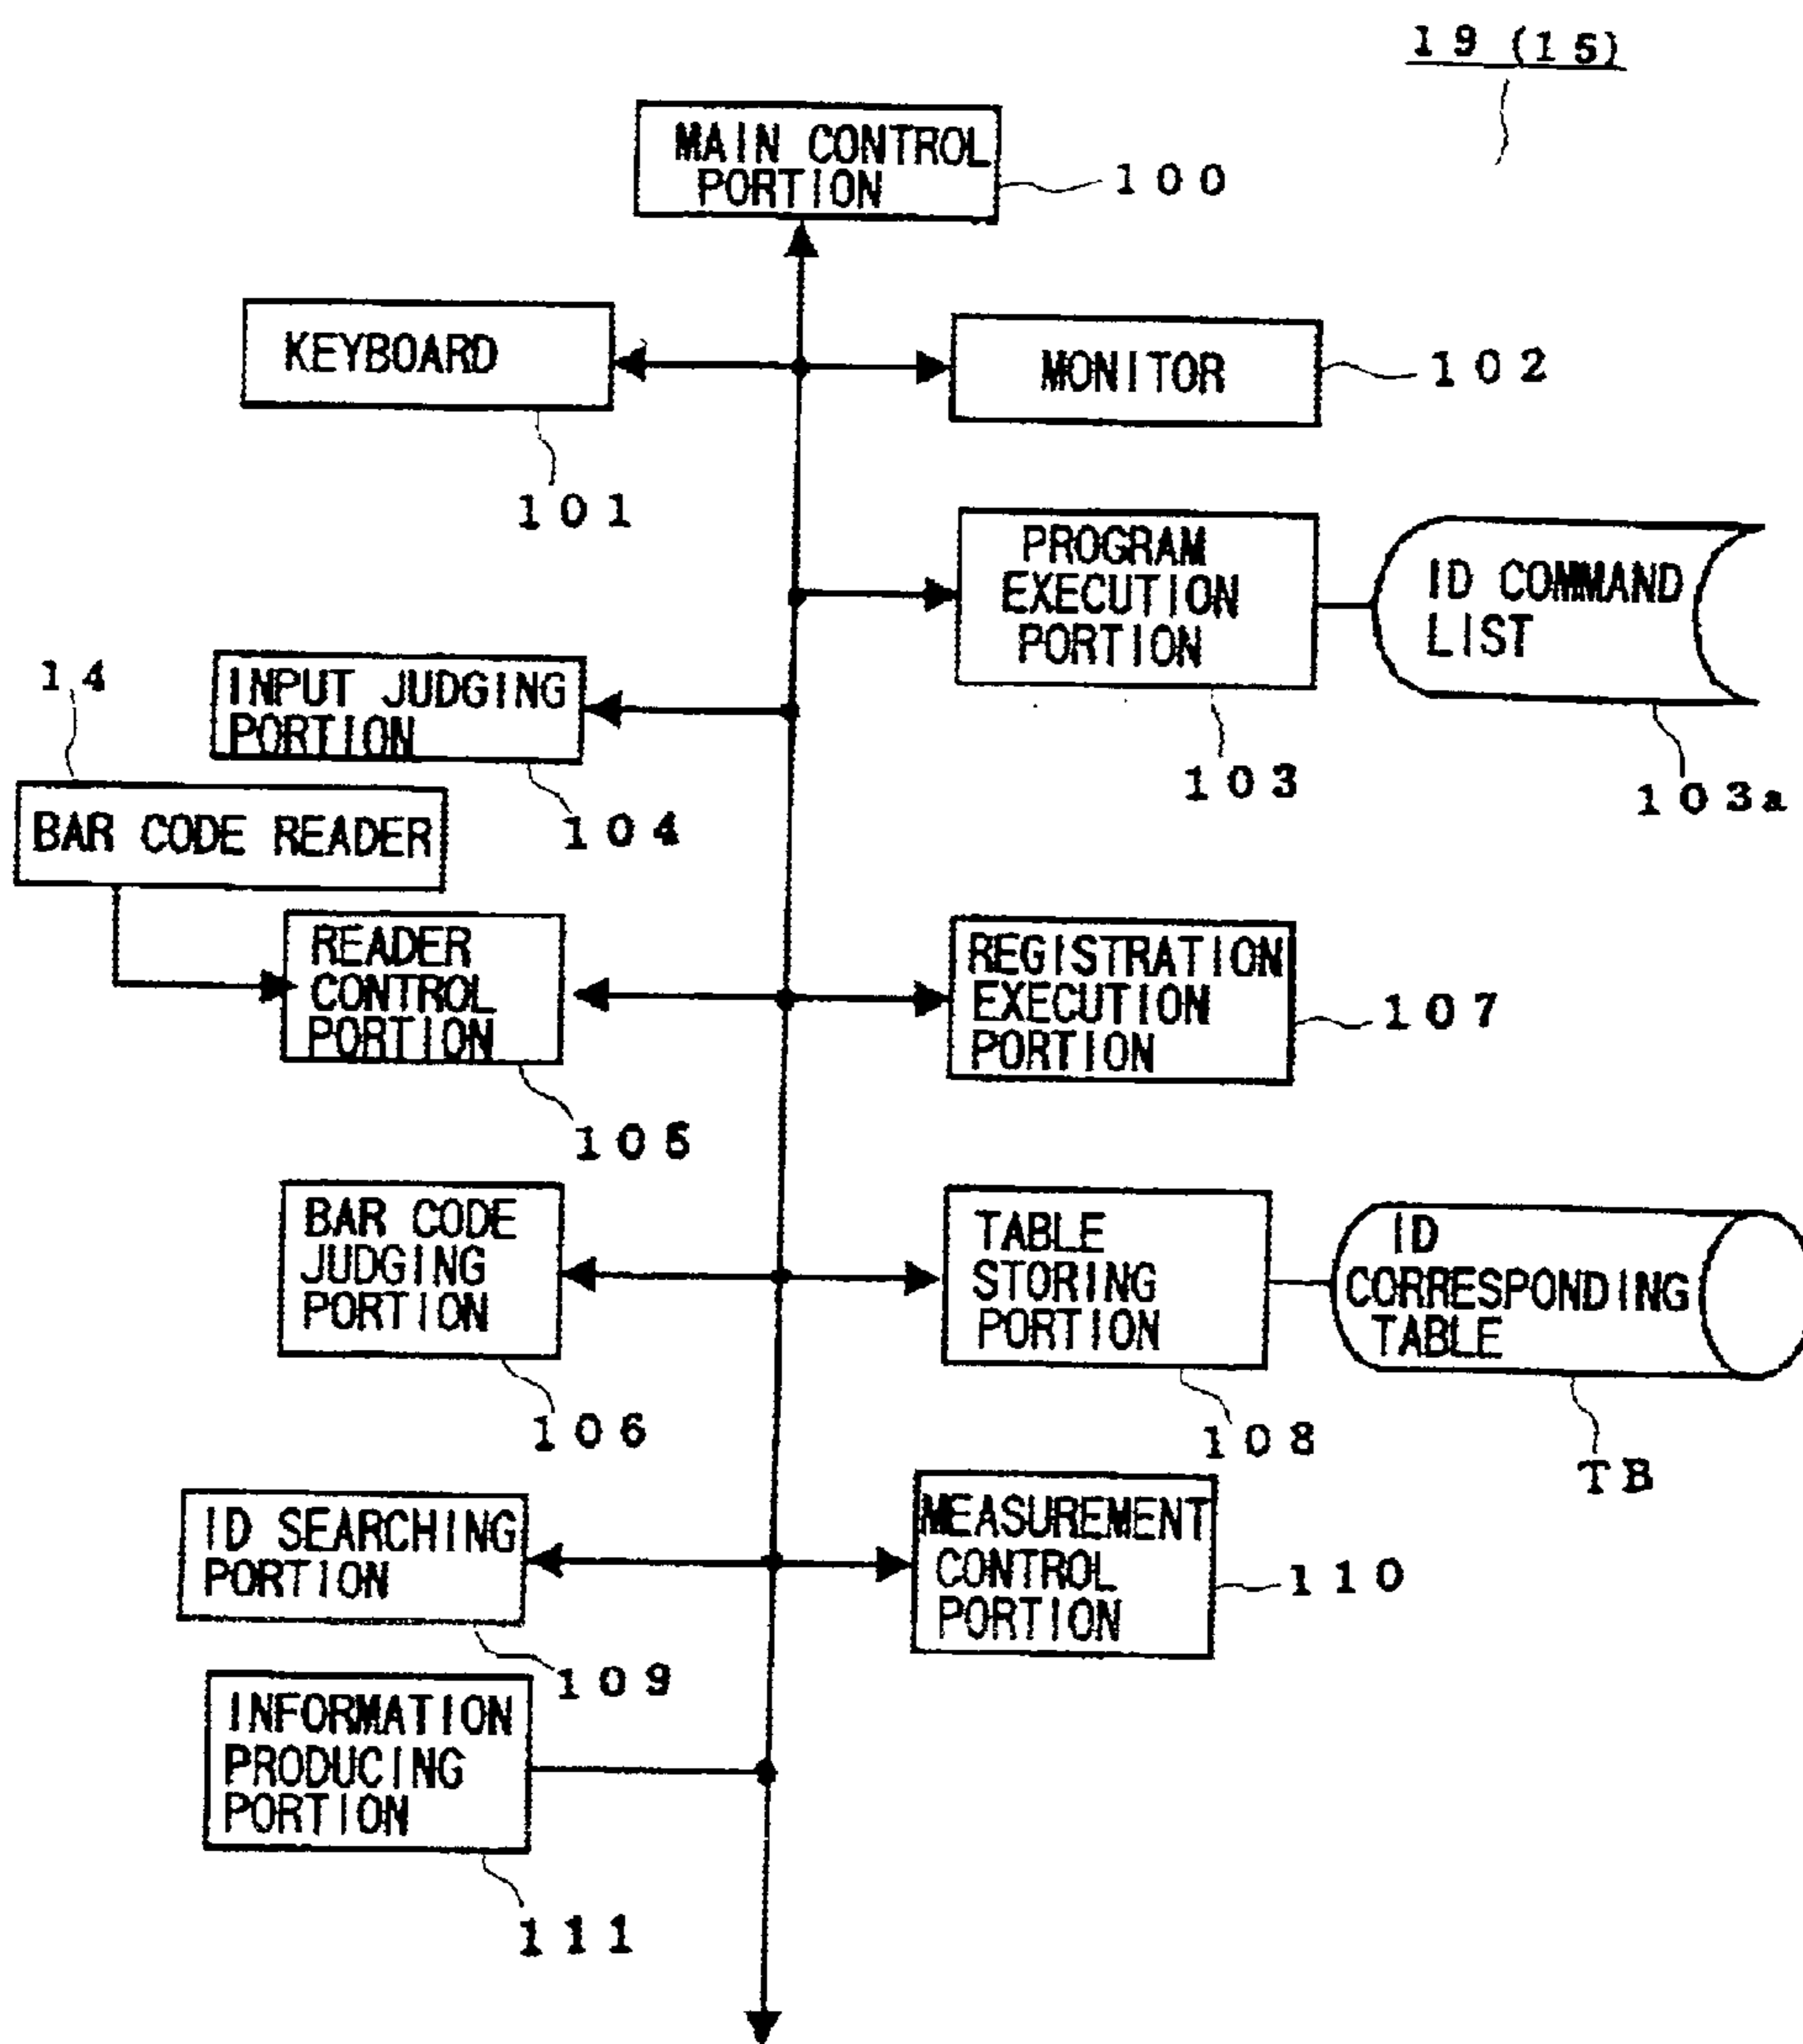 19 (15)
MAIN CONTROL
PORTION
100
KEYBOARD
101
MONITOR
102
PROGRAM
EXECUTION
PORTION
103
ID COMMAND
LIST
103a
INPUT JUDGING
PORTION
104
14
BAR CODE READER
READER
CONTROL
PORTION
105
REGISTRATION
EXECUTION
PORTION
107
BAR CODE
JUDGING
PORTION
106
TABLE
STORING
PORTION
108
ID
CORRESPONDING
TABLE
TB
ID SEARCHING
PORTION
109
MEASUREMENT
CONTROL
PORTION
110
INFORMATION
PRODUCING
PORTION
111